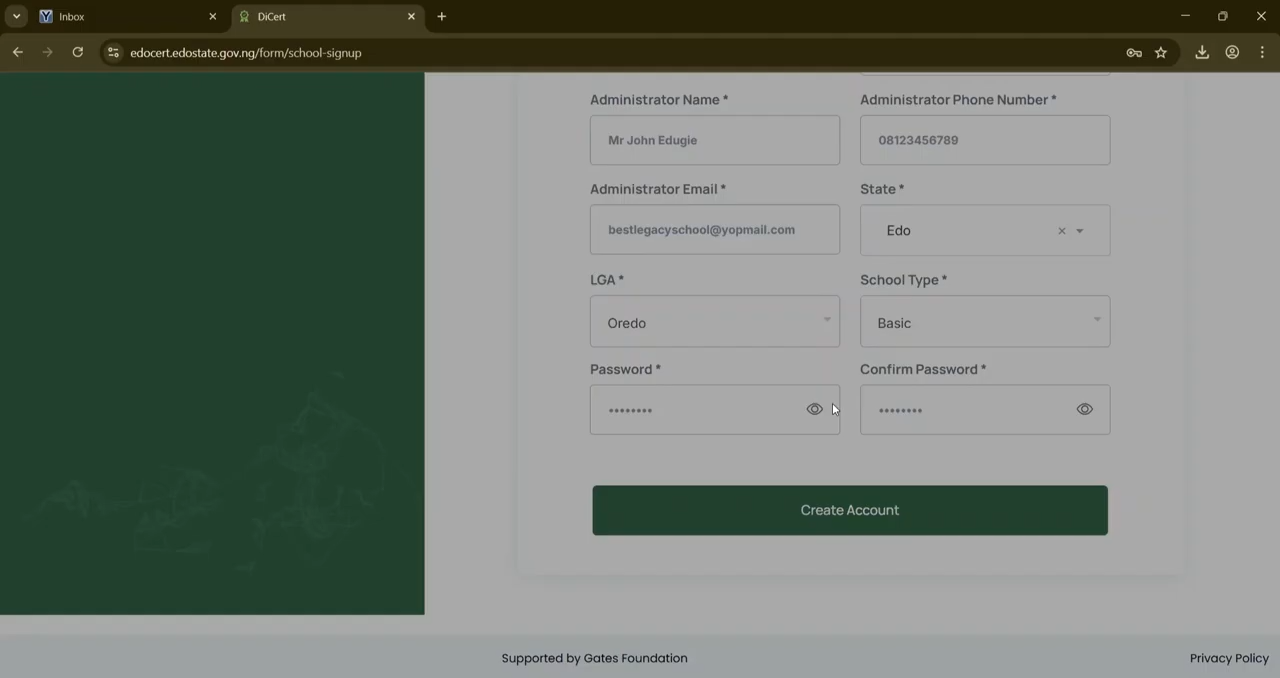 Inbox
DiCert
edocert.edostate.gov.ng/form/school-signup
Administrator Name *
Administrator Phone Number *
Mr John Edugie
08123456789
Administrator Email *
State *
bestlegacyschool@yopmail.com
Edo
LGA *
School Type *
Oredo
Basic
Password *
Confirm Password *
••••••••
••••••••
Create Account
Supported by Gates Foundation
Privacy Policy